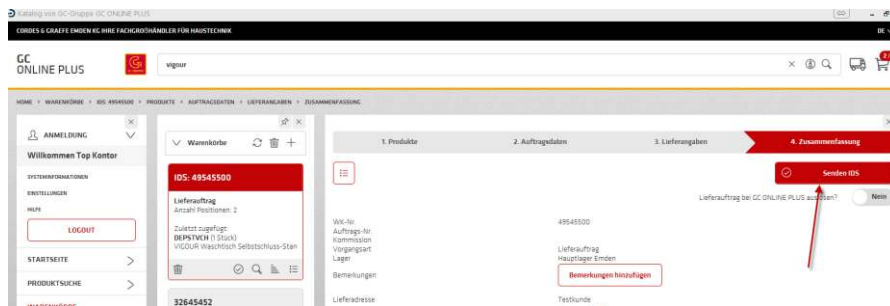 Katalog von GC-Gruppe GC ONLINE PLUS
CORDES & GRAEFE EMDEN KG IHRE FACHGROßHÄNDLER FÜR HAUSTECHNIK
DE
GC
ONLINE PLUS
vigour
HOME › WARENKÖRBE › IDS 49545500 › PRODUKTE › AUFTRAGSDATEN › LIEFERANGABEN › ZUSAMMENFASSUNG
ANMELDUNG
Willkommen Top Kontor
SYSTEMINFORMATIONEN
EINSTELLUNGEN
HILFE
LOGOUT
STARTSEITE
PRODUKTSUCHE
WARENKÖRBE
Warenkörbe
IDS: 49545500
Lieferauftrag
Anzahl Positionen: 2
Zuletzt zugefügt:
DEPSTVCH (1 Stück)
VIGOUR Waschtisch Selbstschluss-Stan
32645452
1. Produkte
2. Auftragsdaten
3. Lieferangaben
4. Zusammenfassung
Senden IDS
Lieferauftrag bei GC ONLINE PLUS auslösen? Nein
WK-Nr. 49545500
Auftrags-Nr.
Kommission
Vorgangsart Lieferauftrag
Lager Hauptlager Emden
Bemerkungen Bemerkungen hinzufügen
Lieferadresse Testkunde